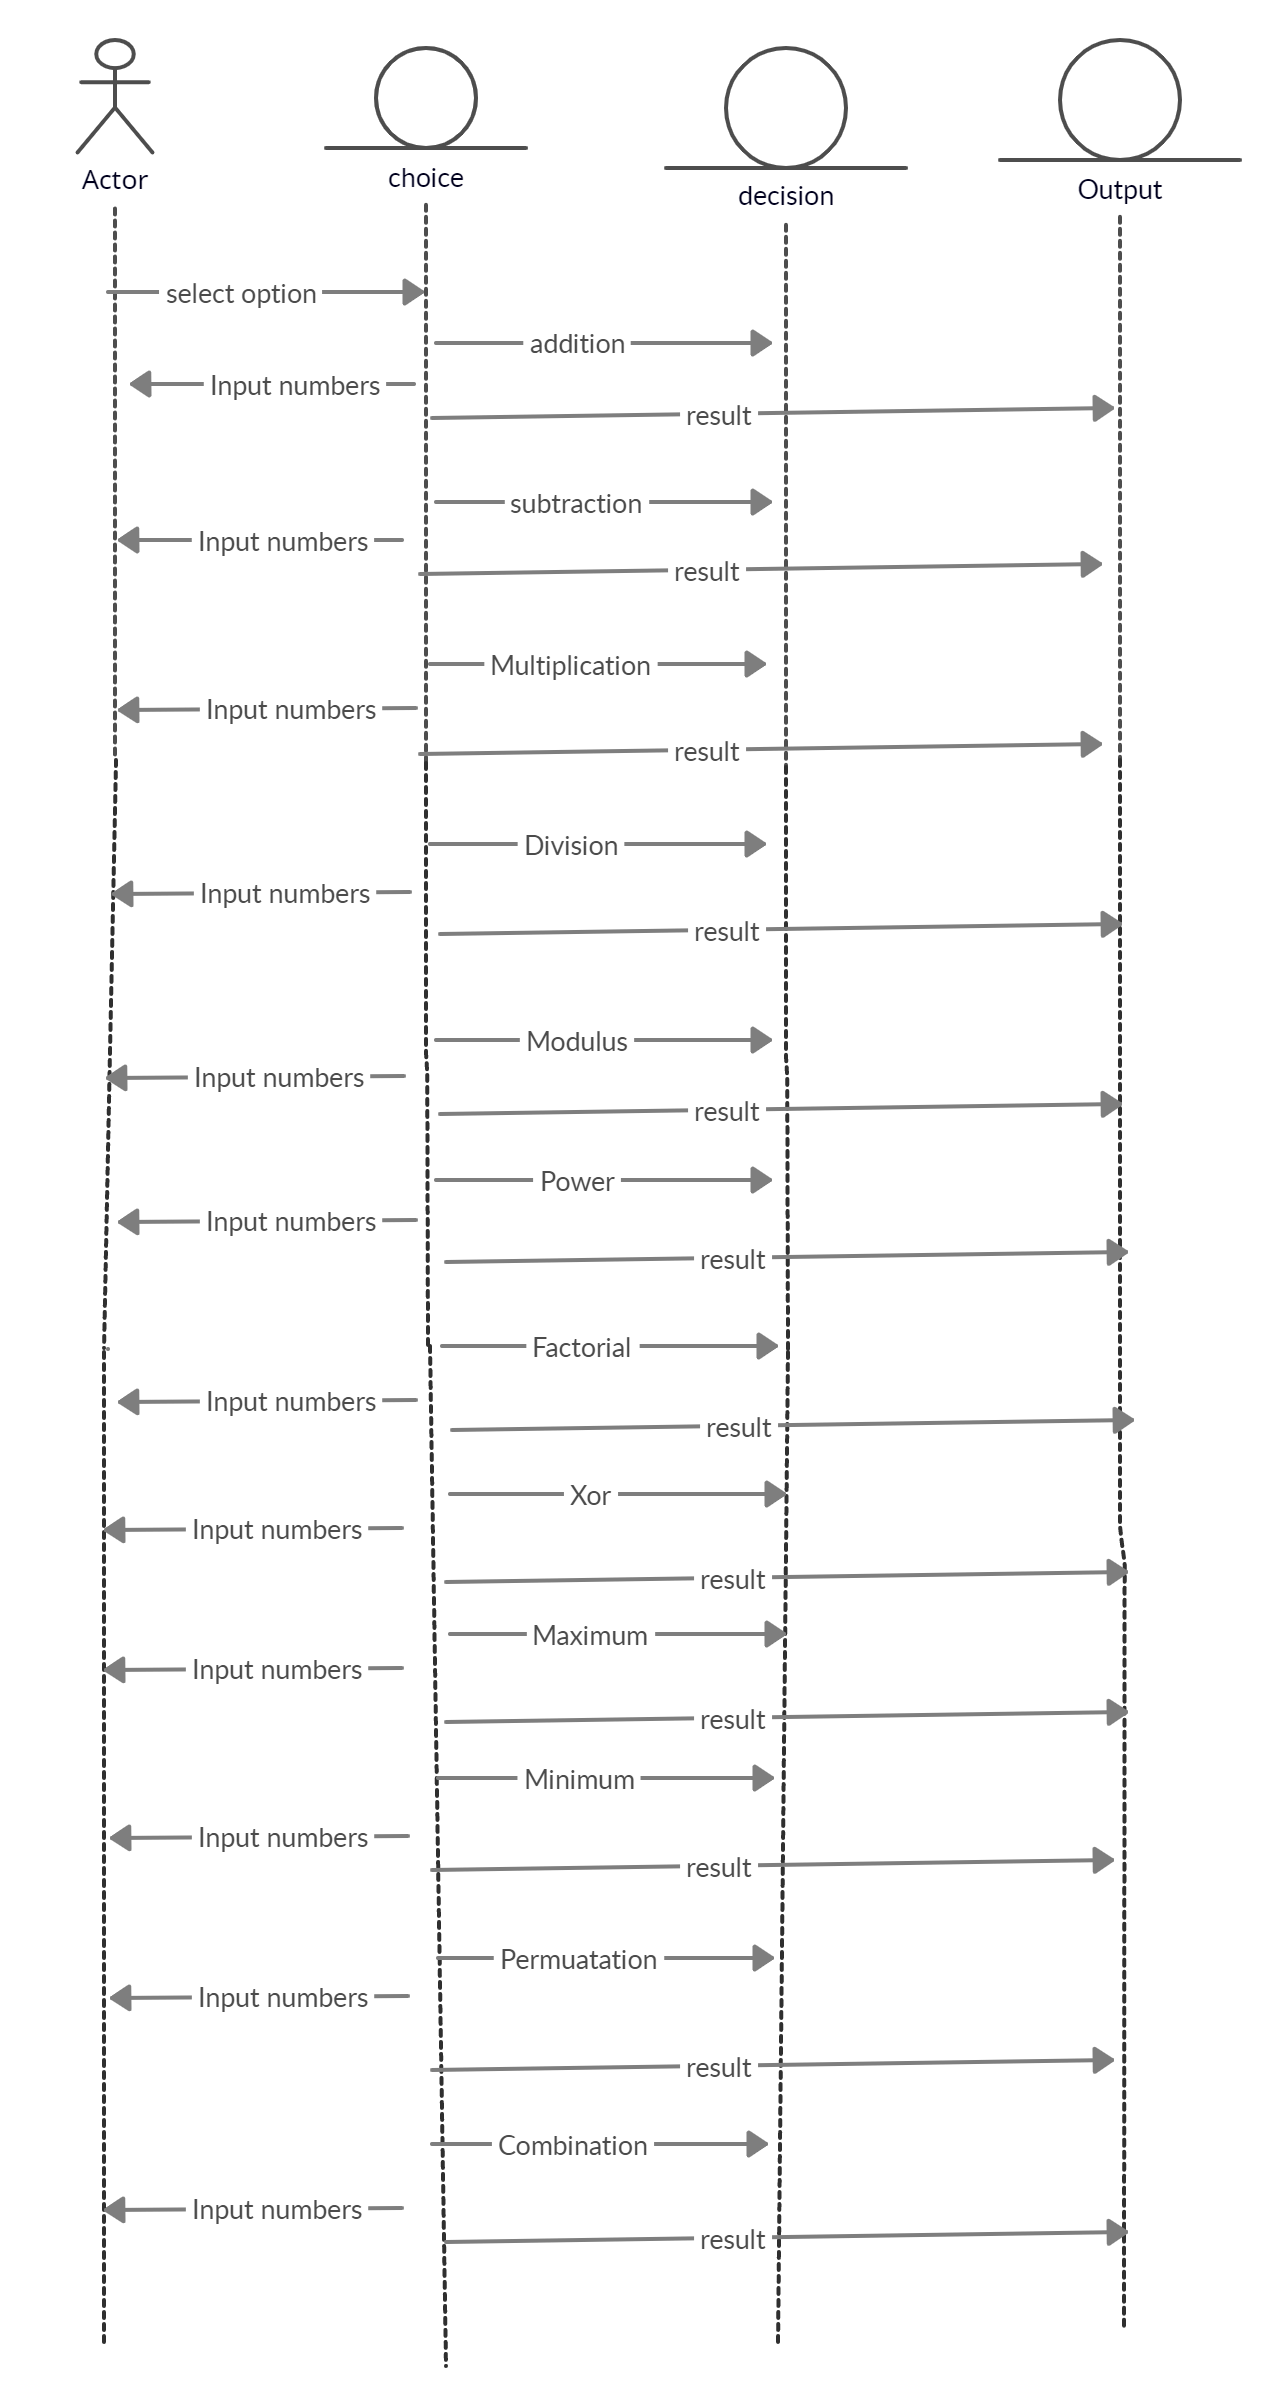 Actor
choice
decision
Output
select option
addition
Input numbers
result
subtraction
Input numbers
result
Multiplication
Input numbers
result
Division
Input numbers
result
Modulus
Input numbers
result
Power
Input numbers
result
Factorial
Input numbers
result
Xor
Input numbers
result
Maximum
Input numbers
result
Minimum
Input numbers
result
Permuatation
Input numbers
result
Combination
Input numbers
result